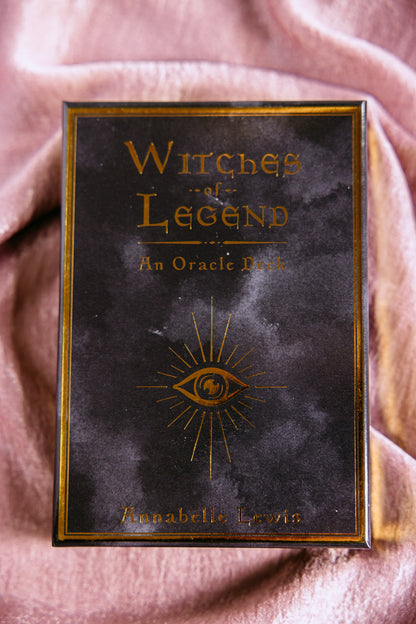 Witches
of
Legend
An Oracle Deck
Annabelle Lewis